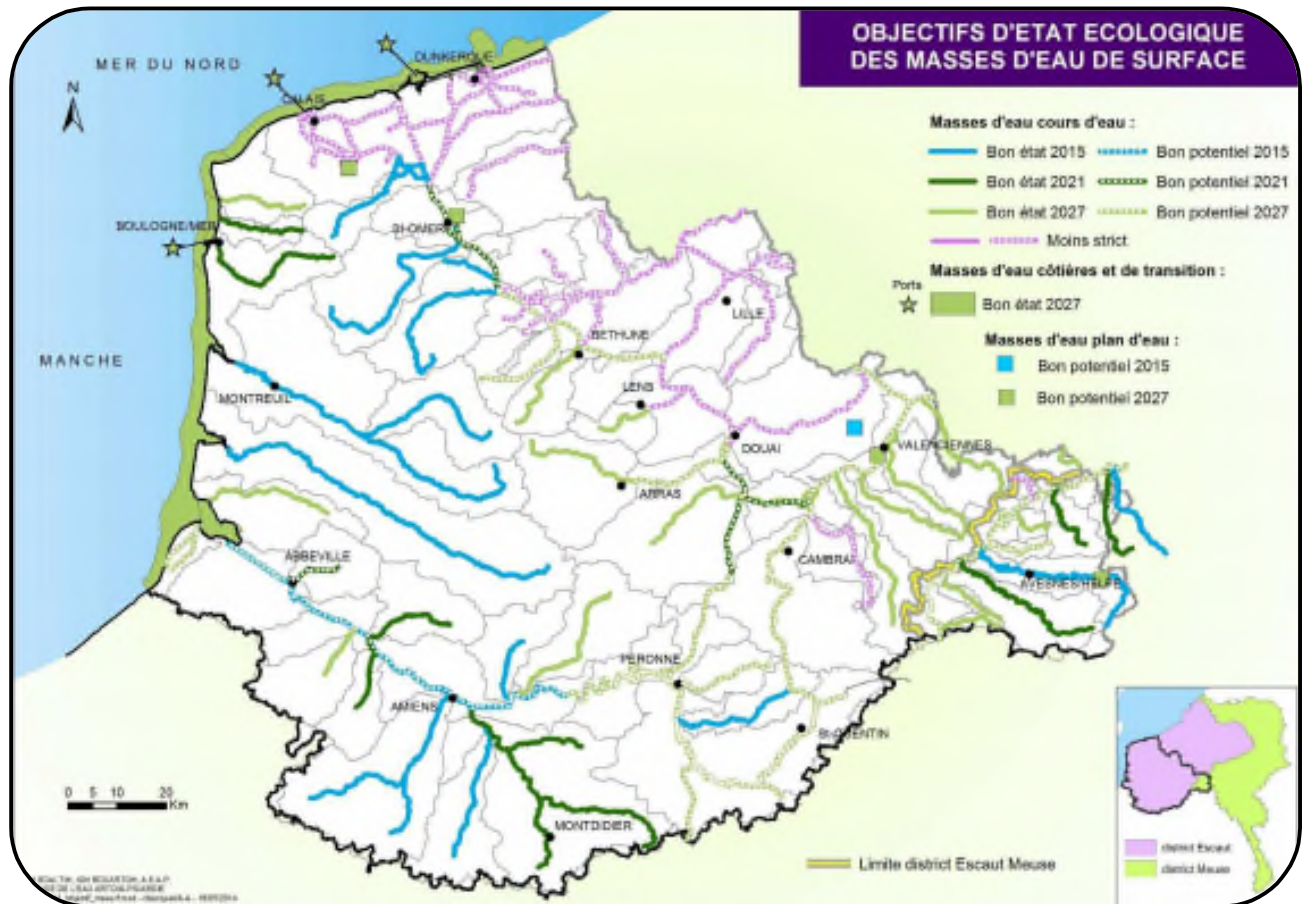 OBJECTIFS D'ETAT ECOLOGIQUE
DES MASSES D'EAU DE SURFACE
MER DU NORD
N
DUNKERQUE
CALAIS
Masses d'eau cours d'eau :
Bon état 2015
Bon potentiel 2015
Bon état 2021
Bon potentiel 2021
Bon état 2027
Bon potentiel 2027
Moins strict
Masses d'eau côtières et de transition :
Ports
Bon état 2027
Masses d'eau plan d'eau :
Bon potentiel 2015
Bon potentiel 2027
BOULOGNE/MER
St-OMER
LILLE
MANCHE
BETHUNE
MONTREUIL
LENS
DOUAI
VALENCIENNES
ARRAS
ABBEVILLE
CAMBRAI
AVESNES/HELPE
PERONNE
AMIENS
St-QUENTIN
0 5 10 20
Km
MONTDIDIER
Limite district Escaut Meuse
district Escaut
district Meuse